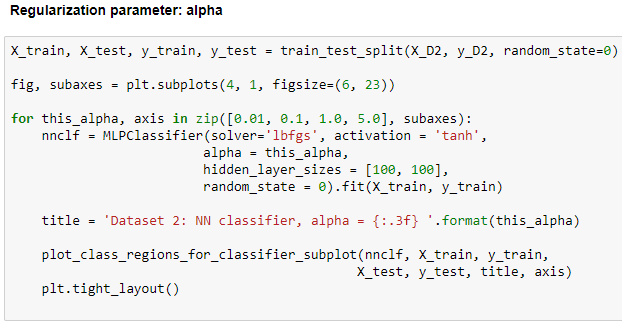 Regularization parameter: alpha
X_train, X_test, y_train, y_test = train_test_split(X_D2, y_D2, random_state=0)
fig, subaxes = plt.subplots(4, 1, figsize=(6, 23))
for this_alpha, axis in zip([0.01, 0.1, 1.0, 5.0], subaxes):
    nnclf = MLPClassifier(solver='lbfgs', activation = 'tanh',
                         alpha = this_alpha,
                         hidden_layer_sizes = [100, 100],
                         random_state = 0).fit(X_train, y_train)
    title = 'Dataset 2: NN classifier, alpha = {:.3f} '.format(this_alpha)
    plot_class_regions_for_classifier_subplot(nnclf, X_train, y_train,
                                             X_test, y_test, title, axis)
    plt.tight_layout()